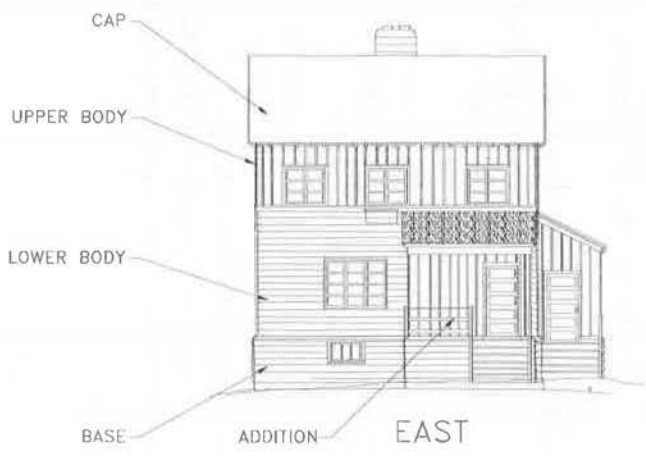 CAP
UPPER BODY
LOWER BODY
BASE
ADDITION
EAST